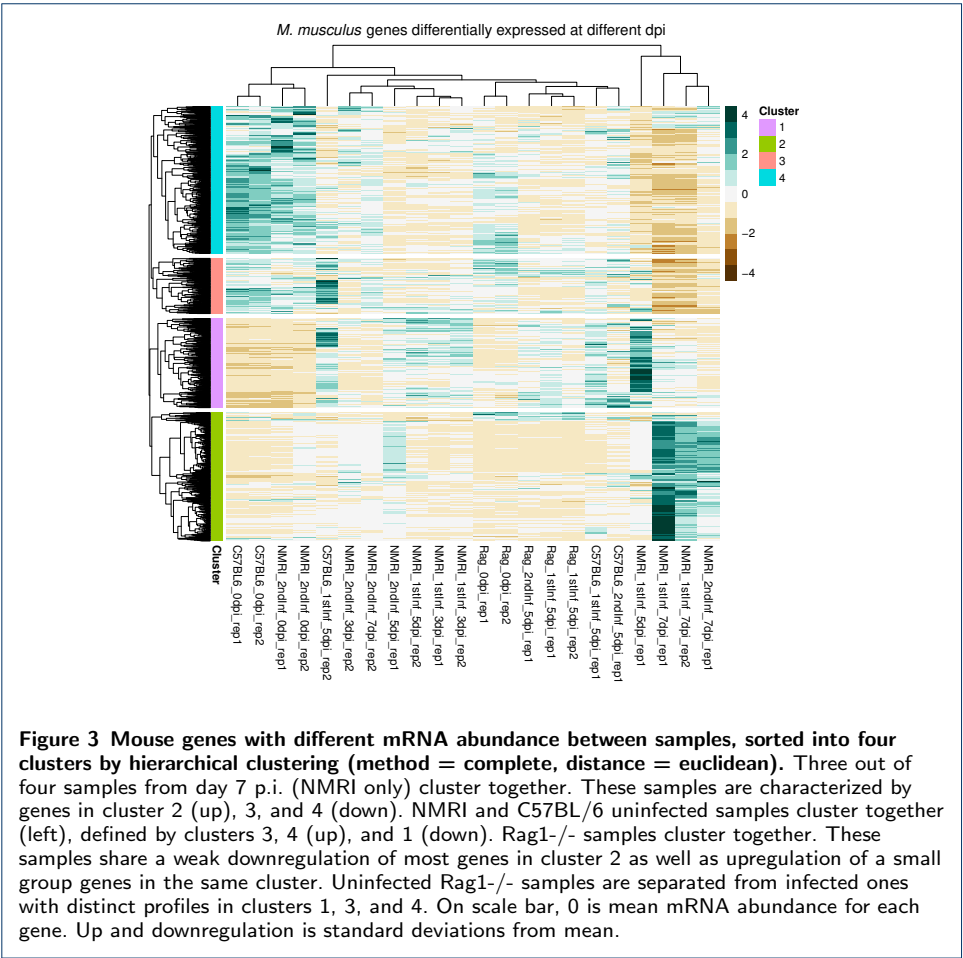 M. musculus genes differentially expressed at different dpi
4
2
0
−2
−4
Cluster
1
2
3
4
Cluster
C57BL6_0dpi_rep1
C57BL6_0dpi_rep2
NMRI_2ndInf_0dpi_rep1
NMRI_2ndInf_0dpi_rep2
C57BL6_1stInf_5dpi_rep2
NMRI_2ndInf_3dpi_rep2
NMRI_2ndInf_7dpi_rep2
NMRI_2ndInf_5dpi_rep1
NMRI_1stInf_5dpi_rep2
NMRI_1stInf_3dpi_rep1
NMRI_1stInf_3dpi_rep2
Rag_0dpi_rep1
Rag_0dpi_rep2
Rag_2ndInf_5dpi_rep1
Rag_1stInf_5dpi_rep1
Rag_1stInf_5dpi_rep2
C57BL6_1stInf_5dpi_rep1
C57BL6_2ndInf_5dpi_rep1
NMRI_1stInf_5dpi_rep1
NMRI_1stInf_7dpi_rep1
NMRI_1stInf_7dpi_rep2
NMRI_2ndInf_7dpi_rep1
Figure 3 Mouse genes with different mRNA abundance between samples, sorted into four
clusters by hierarchical clustering (method = complete, distance = euclidean). Three out of
four samples from day 7 p.i. (NMRI only) cluster together. These samples are characterized by
genes in cluster 2 (up), 3, and 4 (down). NMRI and C57BL/6 uninfected samples cluster together
(left), defined by clusters 3, 4 (up), and 1 (down). Rag1-/- samples cluster together. These
samples share a weak downregulation of most genes in cluster 2 as well as upregulation of a small
group genes in the same cluster. Uninfected Rag1-/- samples are separated from infected ones
with distinct profiles in clusters 1, 3, and 4. On scale bar, 0 is mean mRNA abundance for each
gene. Up and downregulation is standard deviations from mean.